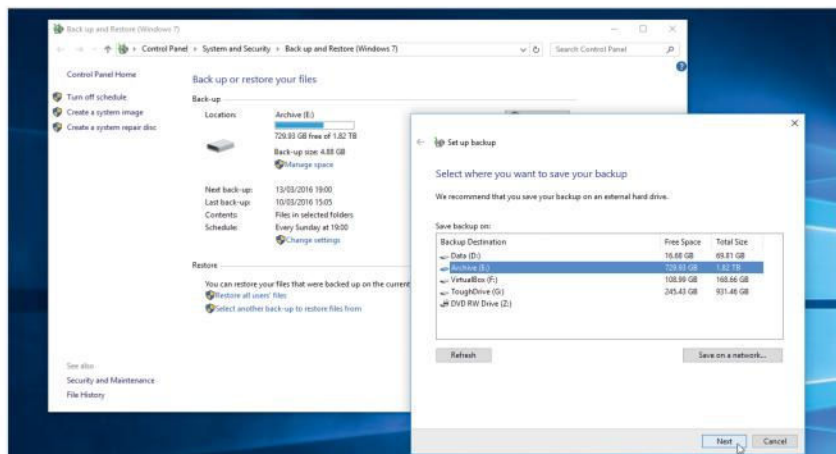 Back up and Restore (Windows 7)
Control Panel › System and Security › Back up and Restore (Windows 7)
Search Control Panel
Control Panel Home
Turn off schedule
Create a system image
Create a system repair disc
See also
Security and Maintenance
File History
Back up or restore your files
Back-up
Location: Archive (E:)
729.93 GB free of 1.82 TB
Back-up size: 4.88 GB
Manage space
Next back-up: 13/03/2016 19:00
Last back-up: 10/03/2016 15:05
Contents: Files in selected folders
Schedule: Every Sunday at 19:00
Change settings
Restore
You can restore your files that were backed up on the current
Restore all users' files
Select another back-up to restore files from
Set up backup
Select where you want to save your backup
We recommend that you save your backup on an external hard drive.
Save backup on:
Backup Destination Free Space Total Size
Data (D:) 16.88 GB 69.81 GB
Archive (E:) 729.93 GB 1.82 TB
VirtualBox (F:) 108.99 GB 168.66 GB
ToughDrive (G:) 245.43 GB 931.46 GB
DVD RW Drive (Z:)
Refresh
Save on a network...
Next
Cancel